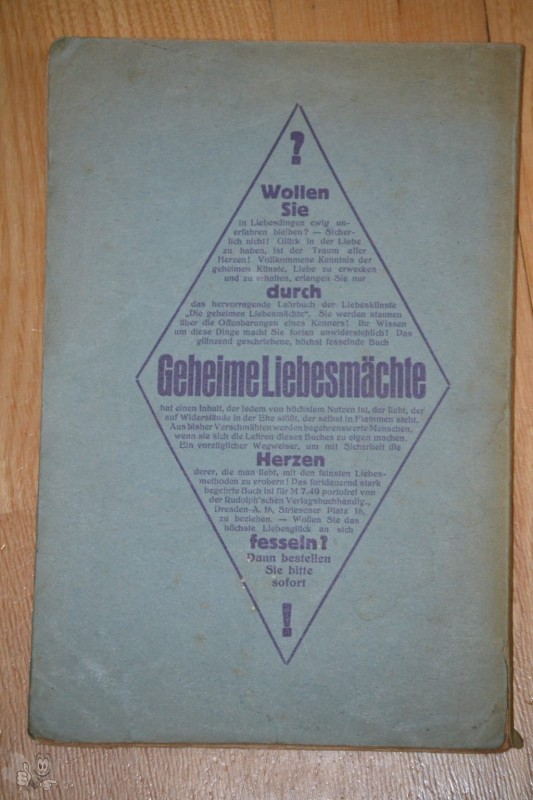 ?
Wollen
Sie
in Liebesdingen ewig un-
erfahren bleiben? — Sicher-
lich nicht! Glück in der Liebe
zu haben, ist der Traum aller
Herzen! Vollkommene Kenntnis der
geheimen Künste, Liebe zu erwecken
und zu erhalten, erlangen Sie nur
durch
das hervorragende Lehrbuch der Liebeskünste
„Die geheimen Liebesmächte“. Sie werden staunen
über die Offenbarungen eines Kenners! Ihr Wissen
um diese Dinge macht Sie fortan unwiderstehlich! Das
glänzend geschriebene, höchst fesselnde Buch
Geheime Liebesmächte
hat einen Inhalt, der jedem von höchstem Nutzen ist, der liebt, der
auf Widerstände in der Ehe stößt, der selbst in Flammen steht.
Aus bisher Verschmähten werden begehrenswerte Menschen,
wenn sie sich die Lehren dieses Buches zu eigen machen.
Ein vorzüglicher Wegweiser, um mit Sicherheit die
Herzen
derer, die man liebt, mit den feinsten Liebes-
methoden zu erobern! Das fortdauernd stark
begehrte Buch ist für M 7.40 portofrei von
der Rudolph'schen Verlagsbuchhandlg.,
Dresden-A. 16, Striesener Platz 16,
zu beziehen. — Wollen Sie das
höchste Liebesglück an sich
fesseln?
Dann bestellen
Sie bitte
sofort
!